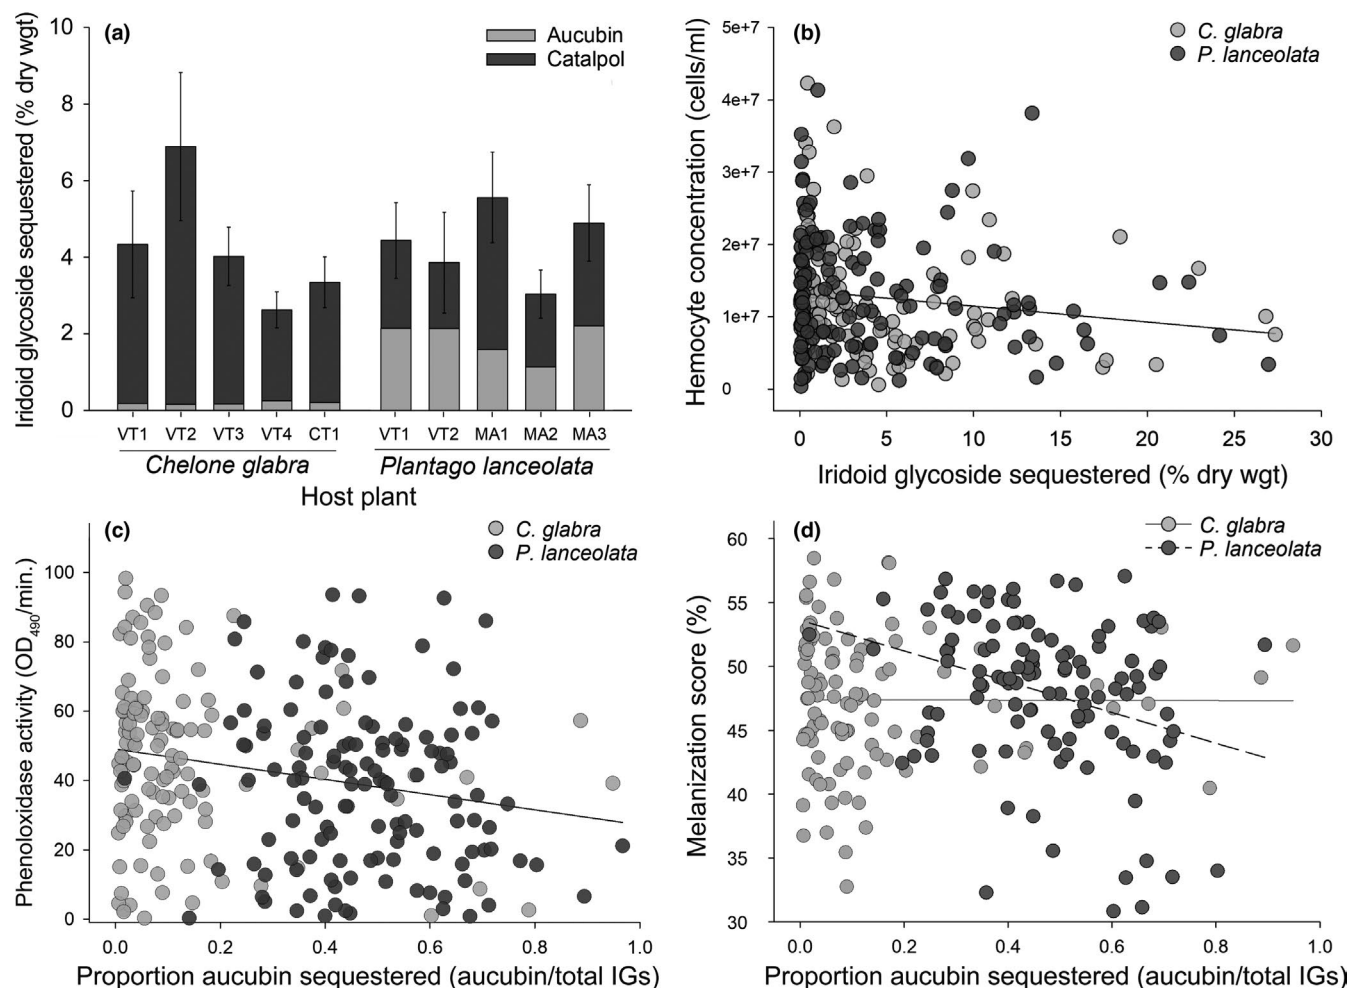 (a)
Iridoid glycoside sequestered (% dry wgt)
Aucubin
Catalpol
10
8
6
4
2
0
VT1 VT2 VT3 VT4 CT1 VT1 VT2 MA1 MA2 MA3
Chelone glabra Plantago lanceolata
Host plant
(b)
Hemocyte concentration (cells/ml)
C. glabra
P. lanceolata
5e+7
4e+7
3e+7
2e+7
1e+7
0
0 5 10 15 20 25 30
Iridoid glycoside sequestered (% dry wgt)
(c)
Phenoloxidase activity (OD490/min.)
C. glabra
P. lanceolata
100
80
60
40
20
0
0.0 0.2 0.4 0.6 0.8 1.0
Proportion aucubin sequestered (aucubin/total IGs)
(d)
Melanization score (%)
C. glabra
P. lanceolata
60
55
50
45
40
35
30
0.0 0.2 0.4 0.6 0.8 1.0
Proportion aucubin sequestered (aucubin/total IGs)